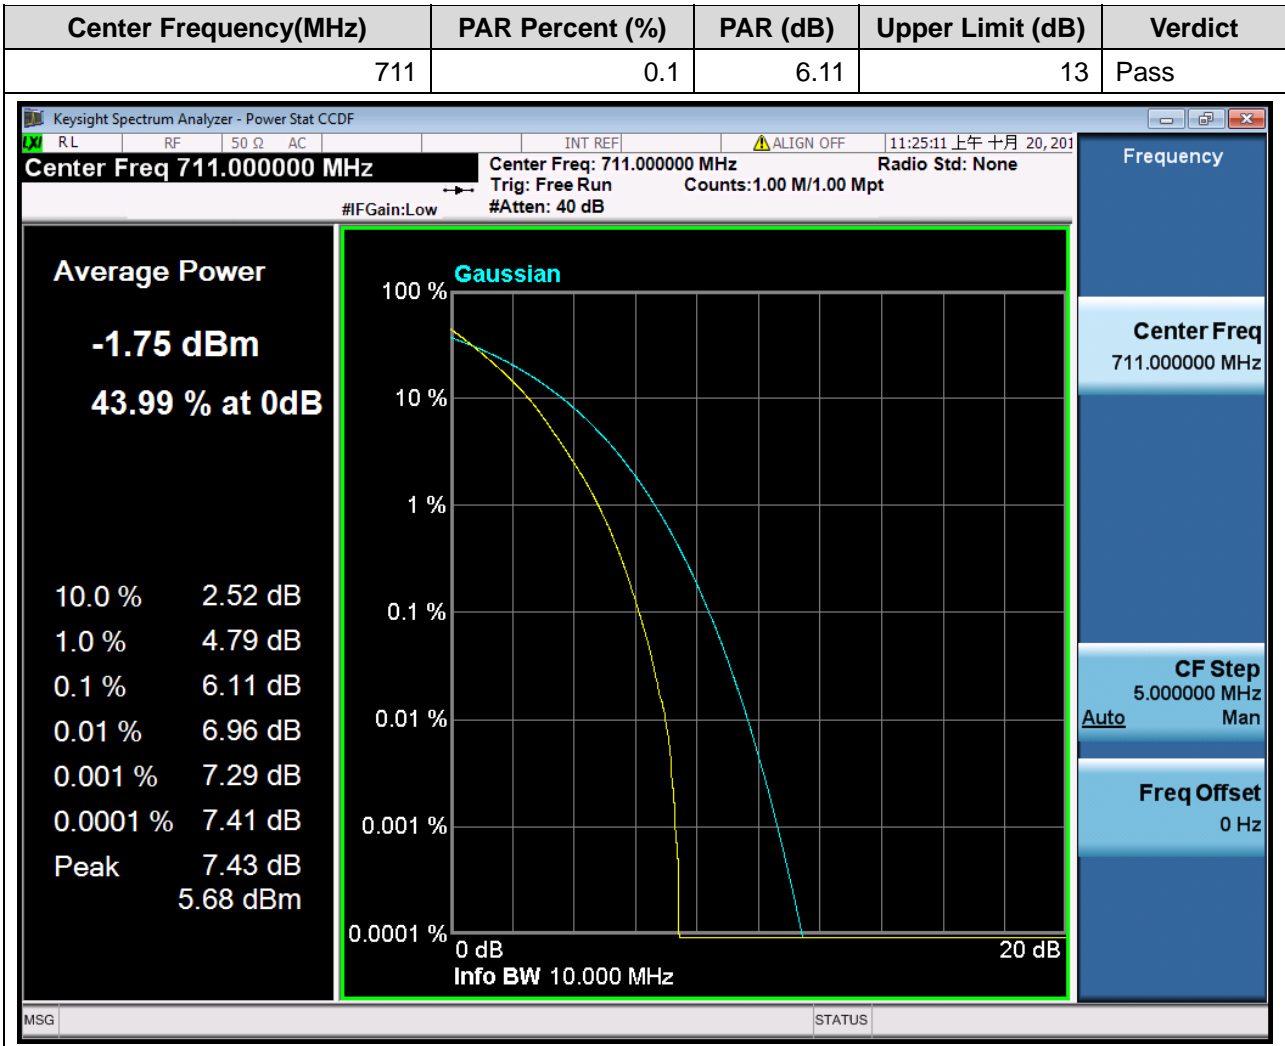 Center Frequency(MHz) PAR Percent (%) PAR (dB) Upper Limit (dB) Verdict
711 0.1 6.11 13 Pass
Keysight Spectrum Analyzer - Power Stat CCDF
LXI RL RF 50 Ω AC INT REF ALIGN OFF 11:25:11 上午 十月 20, 201
Center Freq 711.000000 MHz
Center Freq: 711.000000 MHz Radio Std: None
Trig: Free Run Counts:1.00 M/1.00 Mpt
#IFGain:Low #Atten: 40 dB
Average Power
-1.75 dBm
43.99 % at 0dB
10.0 % 2.52 dB
1.0 % 4.79 dB
0.1 % 6.11 dB
0.01 % 6.96 dB
0.001 % 7.29 dB
0.0001 % 7.41 dB
Peak 7.43 dB
5.68 dBm
Gaussian
100 %
10 %
1 %
0.1 %
0.01 %
0.001 %
0.0001 %
0 dB 20 dB
Info BW 10.000 MHz
Frequency
Center Freq
711.000000 MHz
CF Step
5.000000 MHz
Auto Man
Freq Offset
0 Hz
MSG STATUS